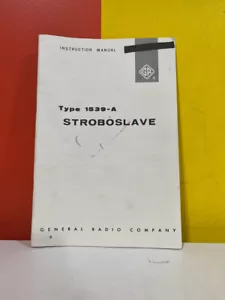 INSTRUCTION MANUAL
Type 1539-A
STROBOSLAVE
GENERAL RADIO COMPANY